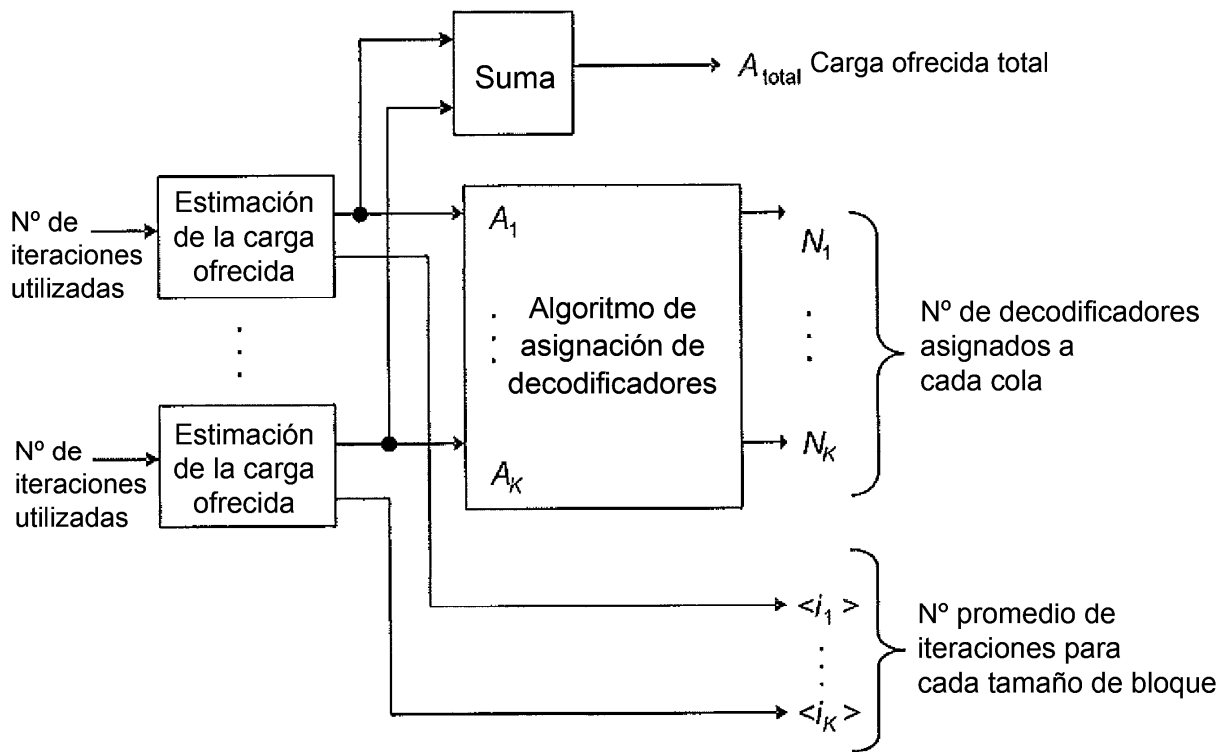 Suma
A_total Carga ofrecida total
Nº de
iteraciones
utilizadas
Estimación
de la carga
ofrecida
A_1
Algoritmo de
asignación de
decodificadores
A_K
N_1
N_K
Nº de decodificadores
asignados a
cada cola
Nº de
iteraciones
utilizadas
Estimación
de la carga
ofrecida
<i_1>
<i_K>
Nº promedio de
iteraciones para
cada tamaño de bloque